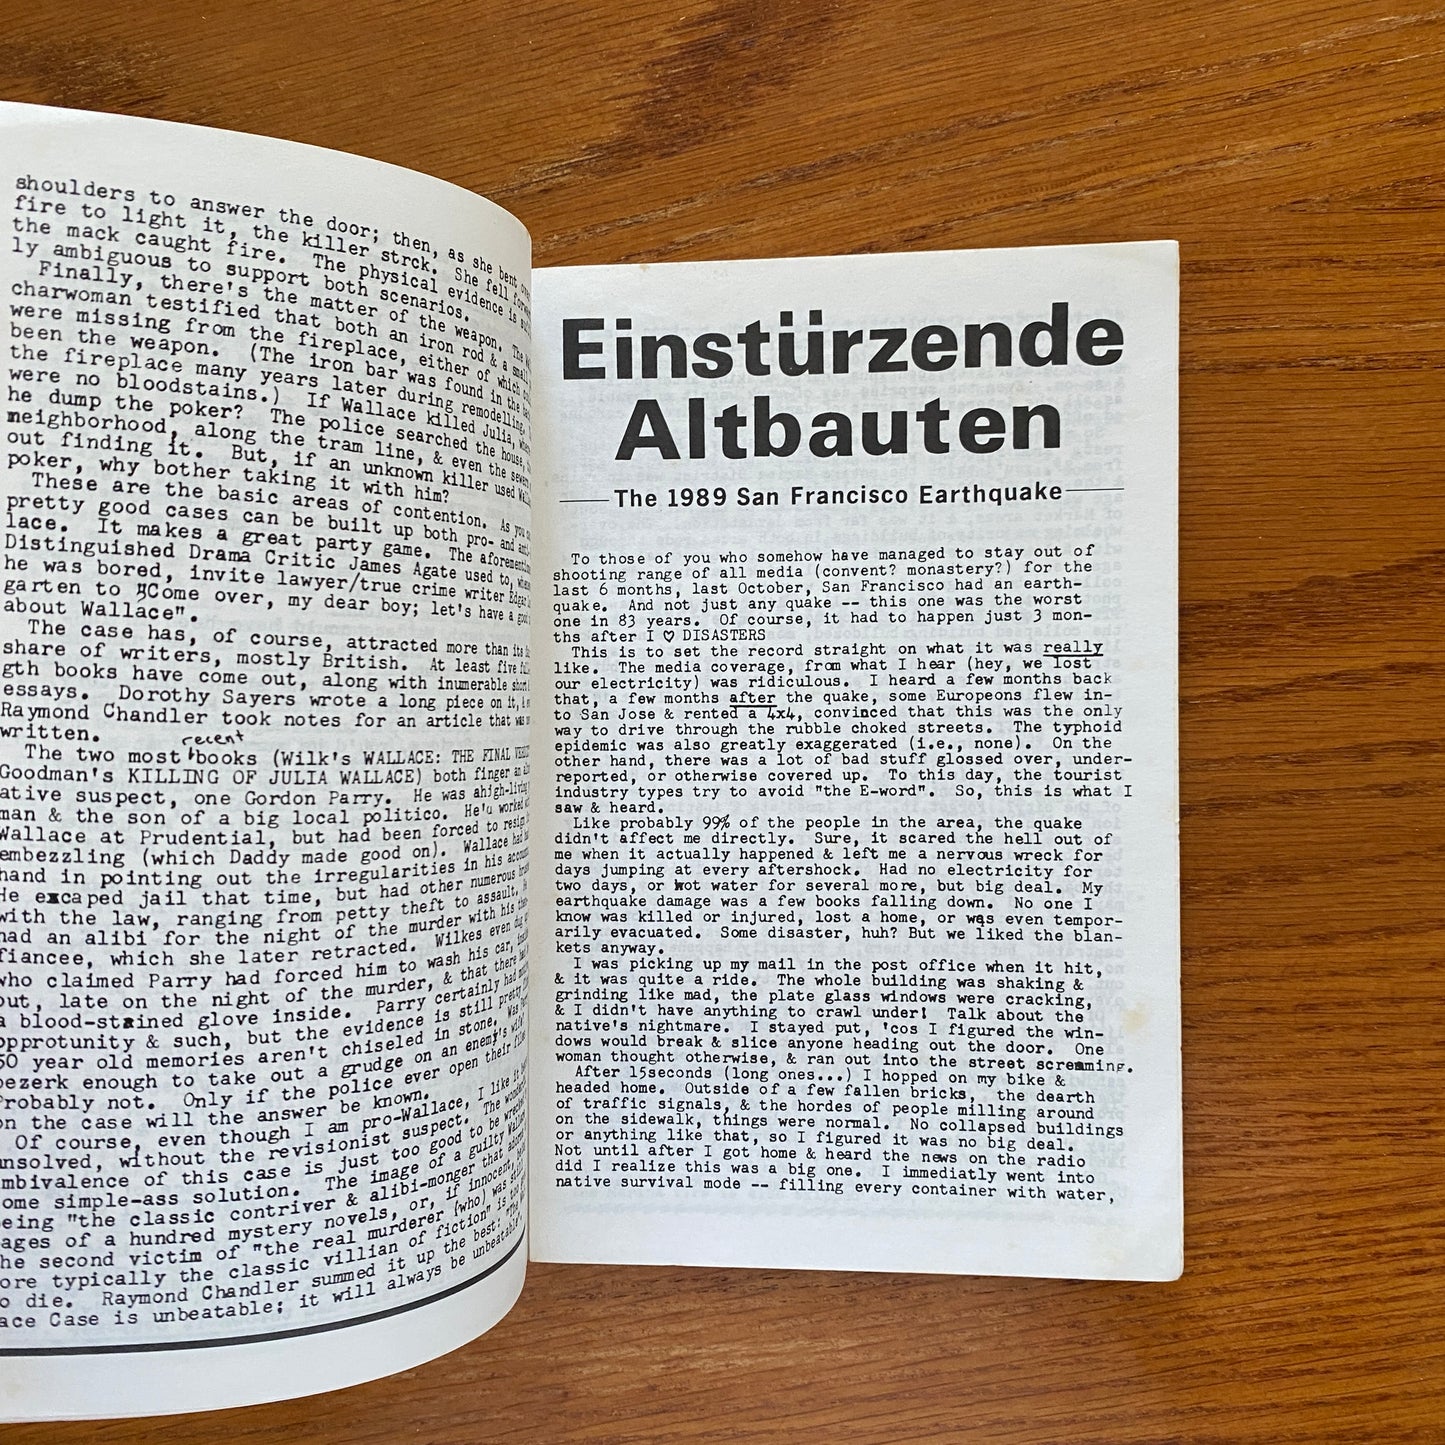 shoulders to answer the door; then, as she bent over
fire to light it, the killer strck. She fell forw
the mack caught fire. The physical evidence is suf
ly ambiguous to support both scenarios.
Finally, there's the matter of the weapon. The
charwoman testified that both an iron rod & a small
were missing from the fireplace, either of which
been the weapon. (The iron bar was found in the
the fireplace many years later during remodelling.
were no bloodstains.) If Wallace killed Julia,
he dump the poker? The police searched the house,
neighborhood, along the tram line, & even the sewers
out finding it. But, if an unknown killer used
poker, why bother taking it with him?
These are the basic areas of contention. As you
pretty good cases can be built up both pro- and anti-
lace. It makes a great party game. The aforementione
Distinguished Drama Critic James Agate used to,
he was bored, invite lawyer/true crime writer Edgar
garten to "Come over, my dear boy; let's have a good
about Wallace".
The case has, of course, attracted more than its
share of writers, mostly British. At least five
gth books have come out, along with inumerable short
essays. Dorothy Sayers wrote a long piece on it, &
Raymond Chandler took notes for an article that was
written.
recent
The two most books (Wilk's WALLACE: THE FINAL VERDICT
Goodman's KILLING OF JULIA WALLACE) both finger an
ative suspect, one Gordon Parry. He was ahigh-living
man & the son of a big local politico. He'd worked
Wallace at Prudential, but had been forced to resign
embezzling (which Daddy made good on). Wallace had
hand in pointing out the irregularities in his account
He excaped jail that time, but had other numerous
with the law, ranging from petty theft to assault.
had an alibi for the night of the murder with his
fiancee, which she later retracted. Wilkes even dug
who claimed Parry had forced him to wash his car,
out, late on the night of the murder, & that there
a blood-stained glove inside. Parry certainly had
opprotunity & such, but the evidence is still pretty
50 year old memories aren't chiseled in stone. Was
bezerk enough to take out a grudge on an enemy's wife?
Probably not. Only if the police ever open their file
on the case will the answer be known.
Of course, even though I am pro-Wallace, I like it
unsolved, without the revisionist suspect. The
ambivalence of this case is just too good to be wrecked
some simple-ass solution. The image of a guilty Wallace
being "the classic contriver & alibi-monger that adorns
pages of a hundred mystery novels, or, if innocent,
the second victim of "the real murderer (who) was still
more typically the classic villian of fiction" is
to die. Raymond Chandler summed it up the best: "The
lace Case is unbeatable; it will always be unbeatable".
Einstürzende
Altbauten
The 1989 San Francisco Earthquake
To those of you who somehow have managed to stay out of
shooting range of all media (convent? monastery?) for the
last 6 months, last October, San Francisco had an earth-
quake. And not just any quake -- this one was the worst
one in 83 years. Of course, it had to happen just 3 mon-
ths after I ♡ DISASTERS
This is to set the record straight on what it was really
like. The media coverage, from what I hear (hey, we lost
our electricity) was ridiculous. I heard a few months back
that, a few months after the quake, some Europeons flew in-
to San Jose & rented a 4x4, convinced that this was the only
way to drive through the rubble choked streets. The typhoid
epidemic was also greatly exaggerated (i.e., none). On the
other hand, there was a lot of bad stuff glossed over, under-
reported, or otherwise covered up. To this day, the tourist
industry types try to avoid "the E-word". So, this is what I
saw & heard.
Like probably 99% of the people in the area, the quake
didn't affect me directly. Sure, it scared the hell out of
me when it actually happened & left me a nervous wreck for
days jumping at every aftershock. Had no electricity for
two days, or hot water for several more, but big deal. My
earthquake damage was a few books falling down. No one I
know was killed or injured, lost a home, or was even tempor-
arily evacuated. Some disaster, huh? But we liked the blan-
kets anyway.
I was picking up my mail in the post office when it hit,
& it was quite a ride. The whole building was shaking &
grinding like mad, the plate glass windows were cracking,
& I didn't have anything to crawl under! Talk about the
native's nightmare. I stayed put, 'cos I figured the win-
dows would break & slice anyone heading out the door. One
woman thought otherwise, & ran out into the street screaming.
After 15seconds (long ones...) I hopped on my bike &
headed home. Outside of a few fallen bricks, the dearth
of traffic signals, & the hordes of people milling around
on the sidewalk, things were normal. No collapsed buildings
or anything like that, so I figured it was no big deal.
Not until after I got home & heard the news on the radio
did I realize this was a big one. I immediatly went into
native survival mode -- filling every container with water,